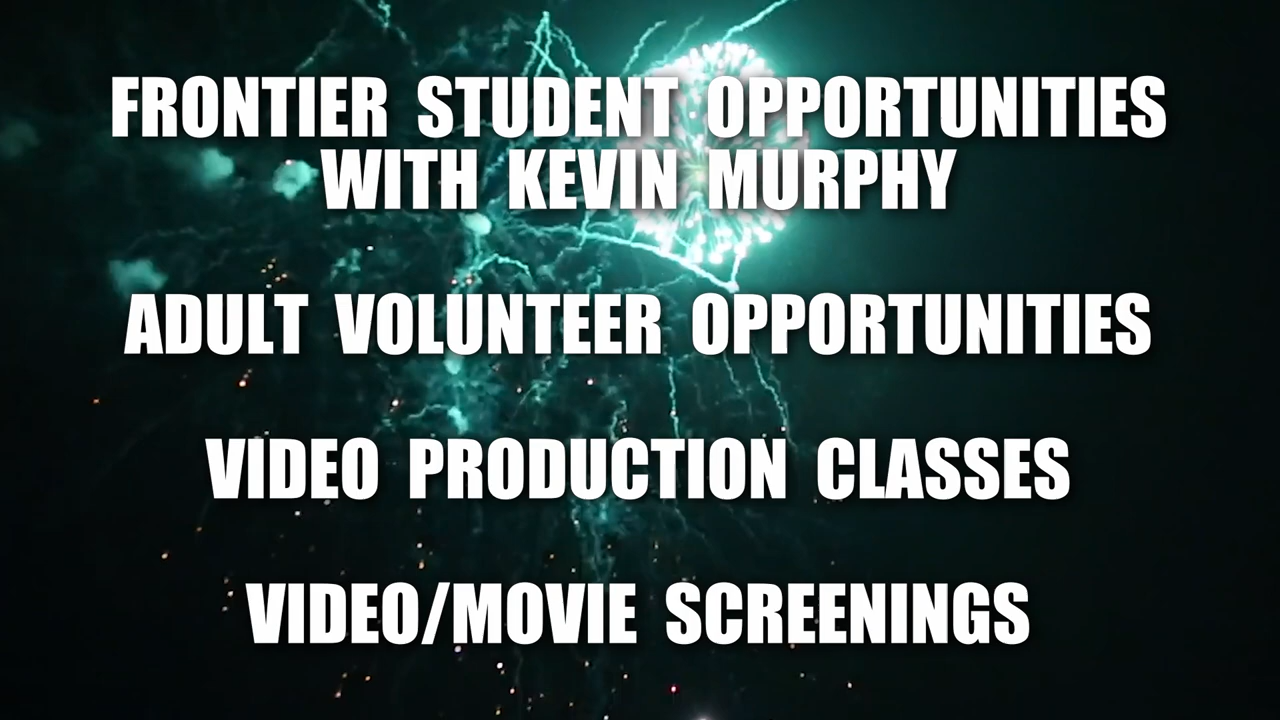 FRONTIER STUDENT OPPORTUNITIES
WITH KEVIN MURPHY
ADULT VOLUNTEER OPPORTUNITIES
VIDEO PRODUCTION CLASSES
VIDEO/MOVIE SCREENINGS